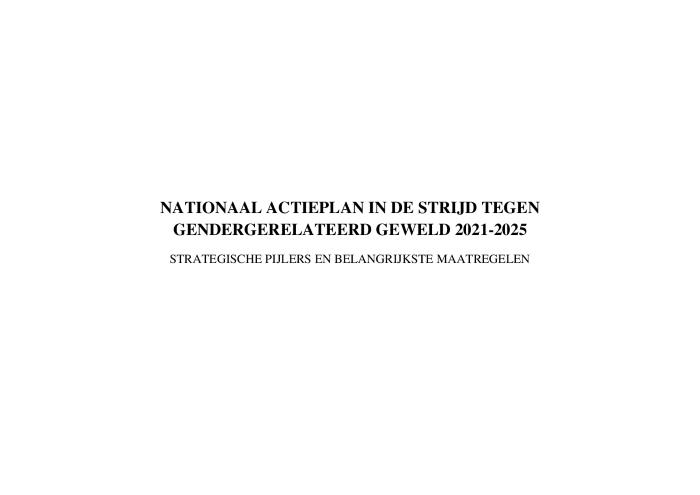 NATIONAAL ACTIEPLAN IN DE STRIJD TEGEN
GENDERGERELATEERD GEWELD 2021-2025
STRATEGISCHE PIJLERS EN BELANGRIJKSTE MAATREGELEN